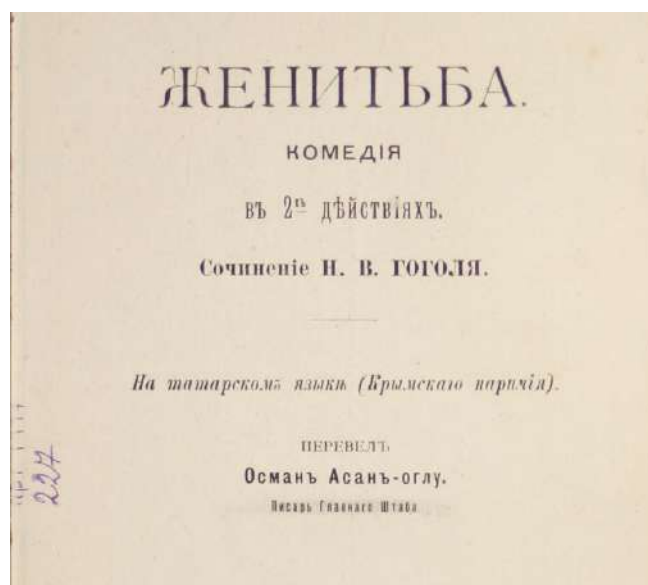 ЖЕНИТЬБА.
КОМЕДІЯ
въ 2хъ дѣйствіяхъ.
Сочиненіе Н. В. ГОГОЛЯ.
На татарскомъ языкѣ (Крымскаго нарѣчія).
ПЕРЕВЕЛЪ
Османъ Асанъ-оглу.
Писарь Главнаго Штаба
227